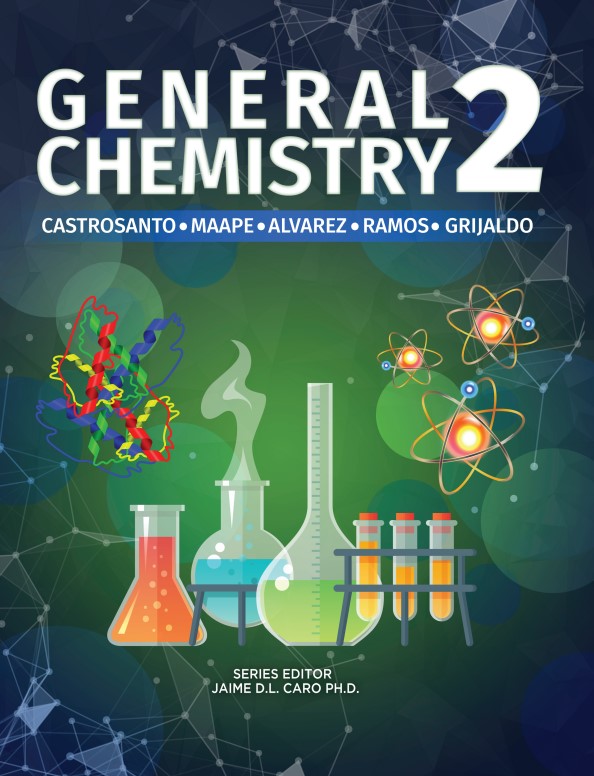 GENERAL
CHEMISTRY 2
CASTROSANTO • MAAPE • ALVAREZ • RAMOS • GRIJALDO
SERIES EDITOR
JAIME D.L. CARO PH.D.